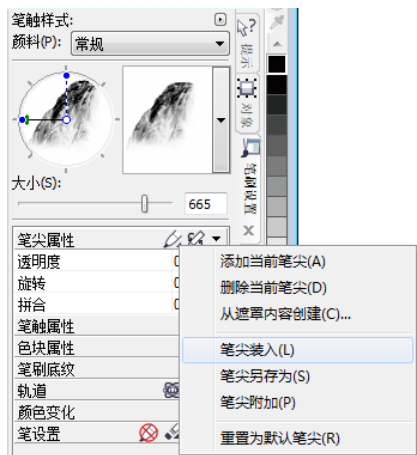 笔触样式:
颜料(P): 常规
大小(S):
665
笔尖属性
透明度
旋转
拼合
笔触属性
色块属性
笔刷底纹
轨道
颜色变化
笔设置
提示
对象
笔刷设置
添加当前笔尖(A)
删除当前笔尖(D)
从遮罩内容创建(C)...
笔尖装入(L)
笔尖另存为(S)
笔尖附加(P)
重置为默认笔尖(R)